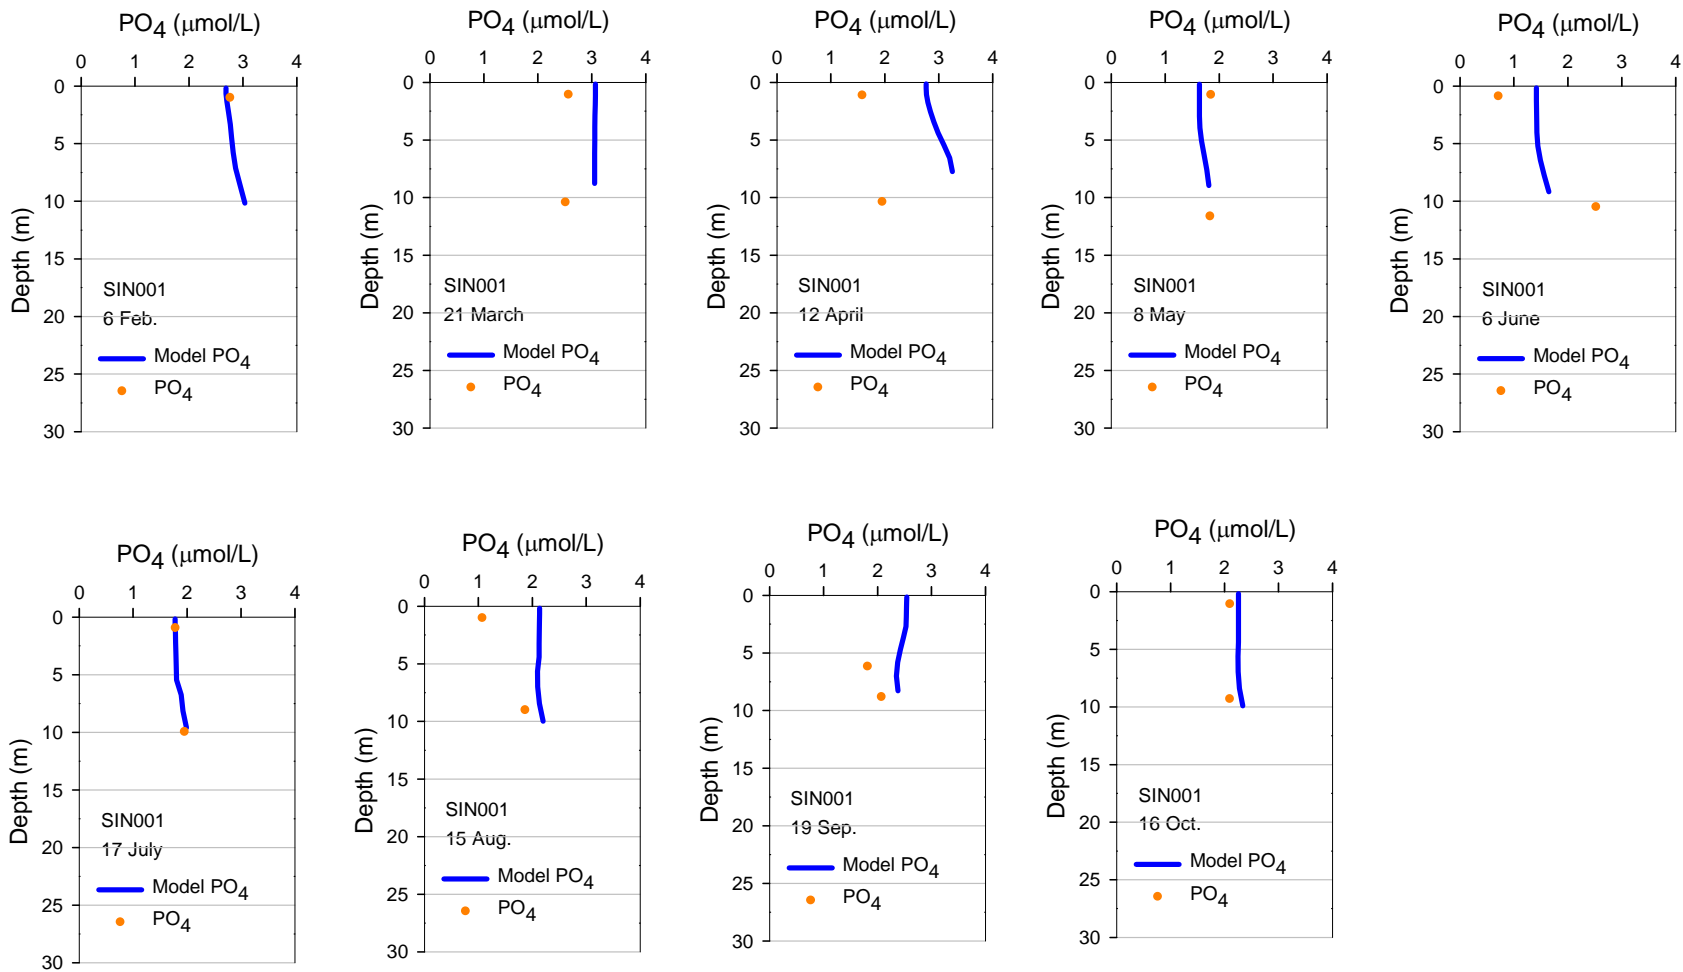 PO4 (μmol/L)
0 1 2 3 4
0
5
10
15
20
25
30
Depth (m)
SIN001
6 Feb.
Model PO4
PO4
PO4 (μmol/L)
0 1 2 3 4
0
5
10
15
20
25
30
Depth (m)
SIN001
21 March
Model PO4
PO4
PO4 (μmol/L)
0 1 2 3 4
0
5
10
15
20
25
30
Depth (m)
SIN001
12 April
Model PO4
PO4
PO4 (μmol/L)
0 1 2 3 4
0
5
10
15
20
25
30
Depth (m)
SIN001
8 May
Model PO4
PO4
PO4 (μmol/L)
0 1 2 3 4
0
5
10
15
20
25
30
Depth (m)
SIN001
6 June
Model PO4
PO4
PO4 (μmol/L)
0 1 2 3 4
0
5
10
15
20
25
30
Depth (m)
SIN001
17 July
Model PO4
PO4
PO4 (μmol/L)
0 1 2 3 4
0
5
10
15
20
25
30
Depth (m)
SIN001
15 Aug.
Model PO4
PO4
PO4 (μmol/L)
0 1 2 3 4
0
5
10
15
20
25
30
Depth (m)
SIN001
19 Sep.
Model PO4
PO4
PO4 (μmol/L)
0 1 2 3 4
0
5
10
15
20
25
30
Depth (m)
SIN001
16 Oct.
Model PO4
PO4